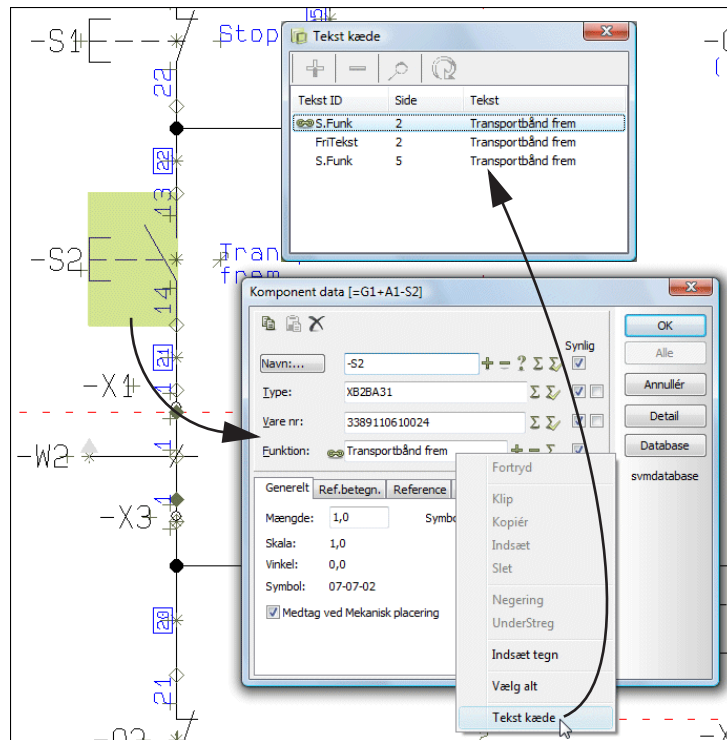 -S1
Stop
22
22
13
-S2
Tran
frem
14
21
-X1
1
1
-W2
1
-X3
20
21
Tekst kæde
Tekst ID Side Tekst
S.Funk 2 Transportbånd frem
FriTekst 2 Transportbånd frem
S.Funk 5 Transportbånd frem
Komponent data [=G1+A1-S2]
Synlig
Navn:... -S2
Type: XB2BA31
Vare nr: 3389110610024
Funktion: Transportbånd frem
OK
Alle
Annullér
Detail
Database
svmdatabase
Generelt Ref.betegn. Reference
Mængde: 1,0 Symbo
Skala: 1,0
Vinkel: 0,0
Symbol: 07-07-02
Medtag ved Mekanisk placering
Fortryd
Klip
Kopiér
Indsæt
Slet
Negering
UnderStreg
Indsæt tegn
Vælg alt
Tekst kæde